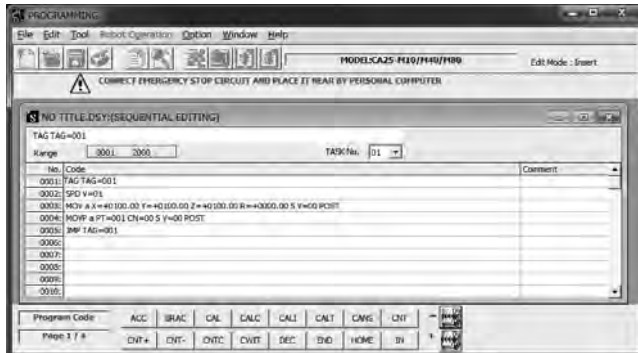 PROGRAMMING
File Edit Tool Robot Operation Option Window Help
MODEL:CA25-M10/M40/M80 Edit Mode : Insert
CONNECT EMERGENCY STOP CIRCUIT AND PLACE IT NEAR BY PERSONAL COMPUTER
NO TITLE.DSY:(SEQUENTIAL EDITING)
TAG TAG=001
Range 0001 2000 TASK No. 01
No. Code Comment
0001: TAG TAG=001
0002: SPD V=01
0003: MOV a X=+0100.00 Y=+0100.00 Z=+0100.00 R=+0000.00 S V=00 POST
0004: MOVP a PT=001 CN=00 S V=00 POST
0005: JMP TAG=001
0006:
0007:
0008:
0009:
0010:
Program Code ACC BRAC CAL CALC CALI CALT CANS CNT -
Page 1 / 4 CNT+ CNT- CNTC CWIT DEC END HOME IN +